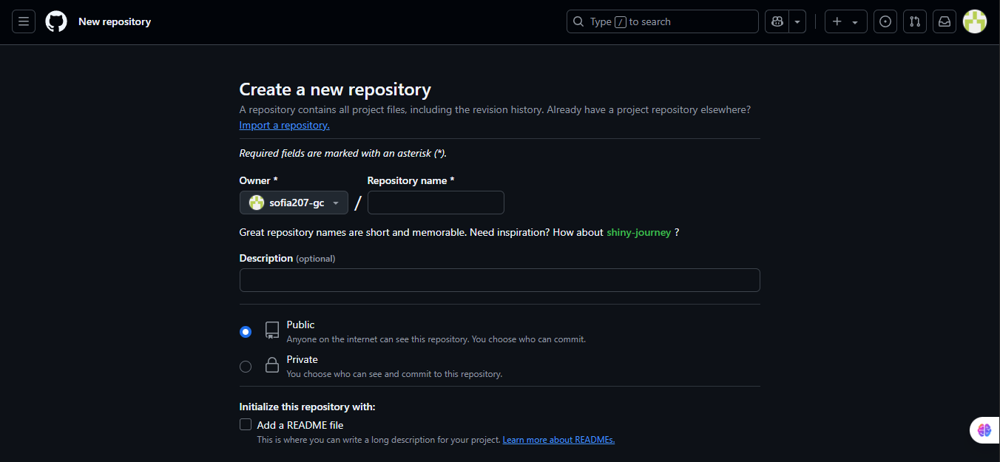 New repository
Type / to search
Create a new repository
A repository contains all project files, including the revision history. Already have a project repository elsewhere?
Import a repository.
Required fields are marked with an asterisk (*).
Owner *
Repository name *
sofia207-gc
/
Great repository names are short and memorable. Need inspiration? How about shiny-journey ?
Description (optional)
Public
Anyone on the internet can see this repository. You choose who can commit.
Private
You choose who can see and commit to this repository.
Initialize this repository with:
Add a README file
This is where you can write a long description for your project. Learn more about READMEs.